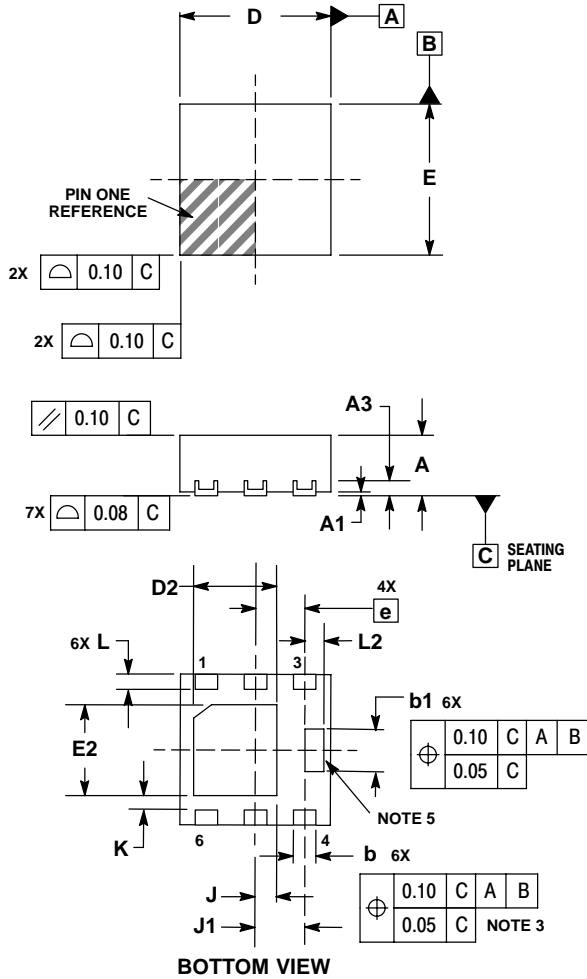 D
A
B
E
PIN ONE
REFERENCE
2X ⌓ 0.10 C
2X ⌓ 0.10 C
// 0.10 C
A3
A
7X ⌓ 0.08 C
A1
C SEATING
PLANE
D2
4X
e
6X L
L2
1
3
b1 6X
⌖ 0.10 C A B
0.05 C
E2
NOTE 5
K
6
4
b 6X
J
⌖ 0.10 C A B
0.05 C NOTE 3
J1
BOTTOM VIEW